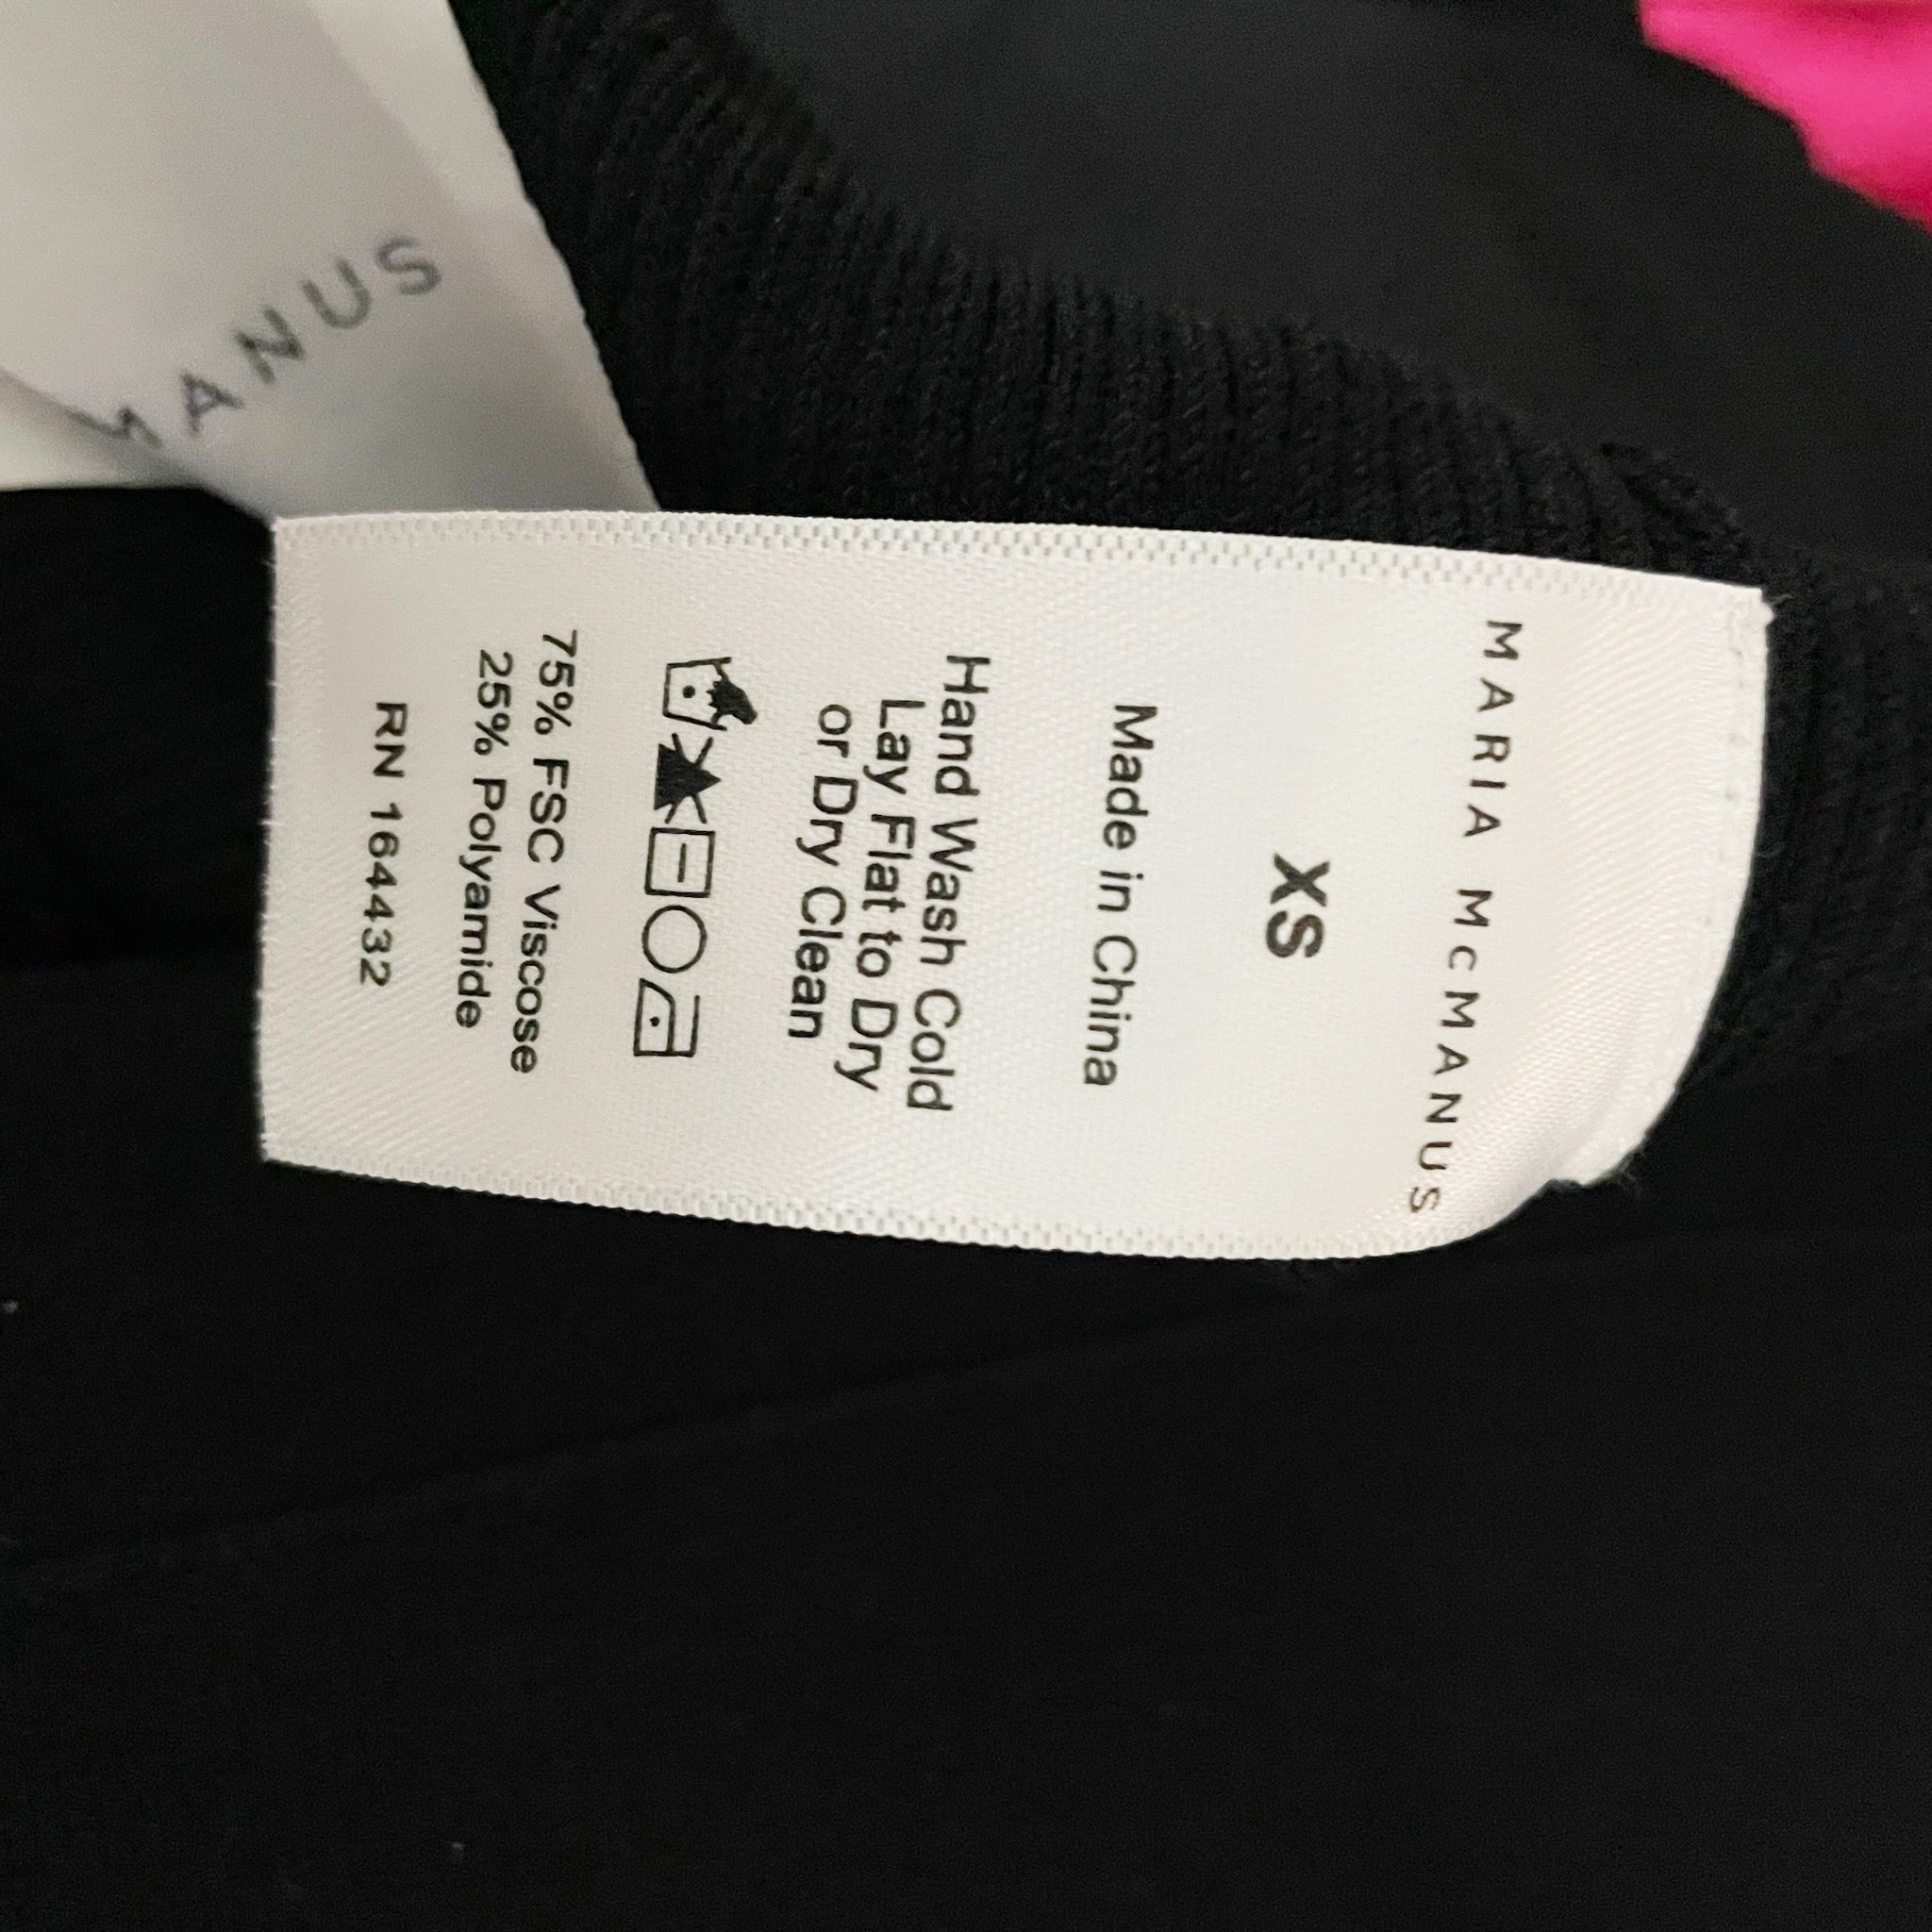 MANUS
MARIA McMANUS
XS
Made in China
Hand Wash Cold
Lay Flat to Dry
or Dry Clean
75% FSC Viscose
25% Polyamide
RN 164432